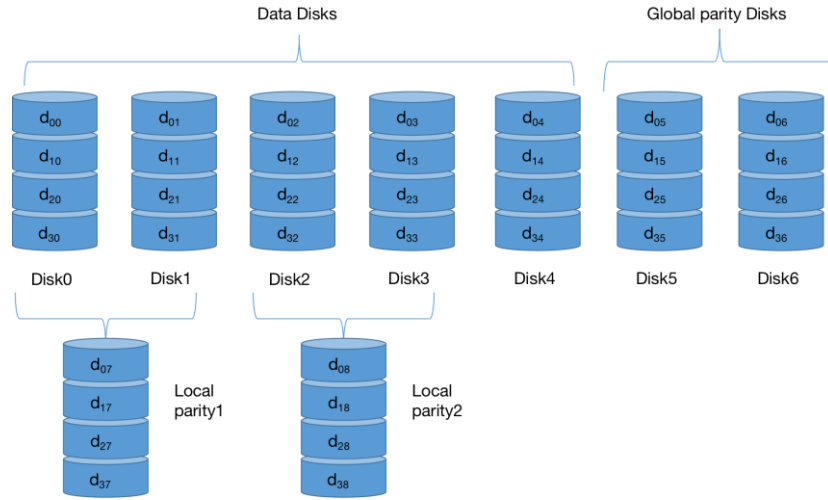 Data Disks Global parity Disks
d00 d01 d02 d03 d04 d05 d06
d10 d11 d12 d13 d14 d15 d16
d20 d21 d22 d23 d24 d25 d26
d30 d31 d32 d33 d34 d35 d36
Disk0 Disk1 Disk2 Disk3 Disk4 Disk5 Disk6
d07
d17
d27
d37
Local
parity1
d08
d18
d28
d38
Local
parity2